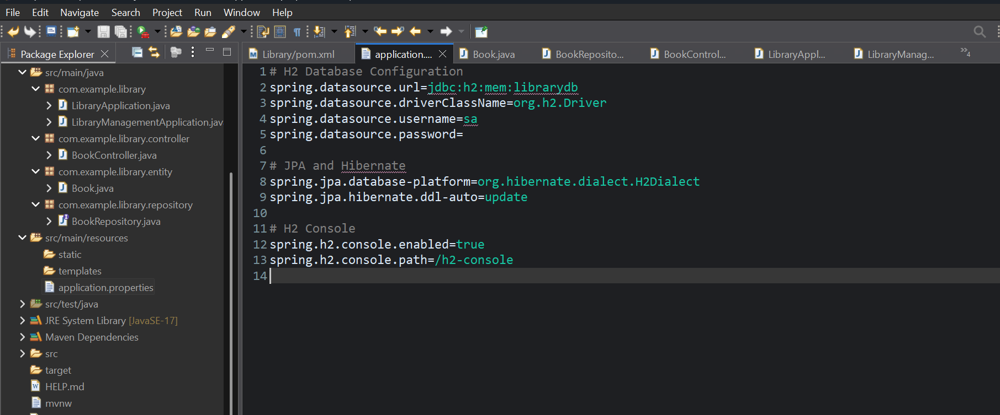 File Edit Navigate Search Project Run Window Help
Package Explorer
src/main/java
com.example.library
LibraryApplication.java
LibraryManagementApplication.jav
com.example.library.controller
BookController.java
com.example.library.entity
Book.java
com.example.library.repository
BookRepository.java
src/main/resources
static
templates
application.properties
src/test/java
JRE System Library [JavaSE-17]
Maven Dependencies
src
target
HELP.md
mvnw
Library/pom.xml application.... Book.java BookReposito... BookControl... LibraryAppl... LibraryManag... »4
1 # H2 Database Configuration
2 spring.datasource.url=jdbc:h2:mem:librarydb
3 spring.datasource.driverClassName=org.h2.Driver
4 spring.datasource.username=sa
5 spring.datasource.password=
6
7 # JPA and Hibernate
8 spring.jpa.database-platform=org.hibernate.dialect.H2Dialect
9 spring.jpa.hibernate.ddl-auto=update
10
11 # H2 Console
12 spring.h2.console.enabled=true
13 spring.h2.console.path=/h2-console
14